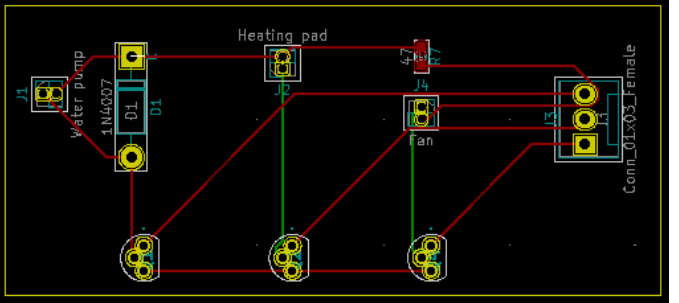 Heating pad
J1
Water pump
1N4007
D1
D1
J2
47
R7
J4
Fan
J3
J3
Conn_01x03_Female